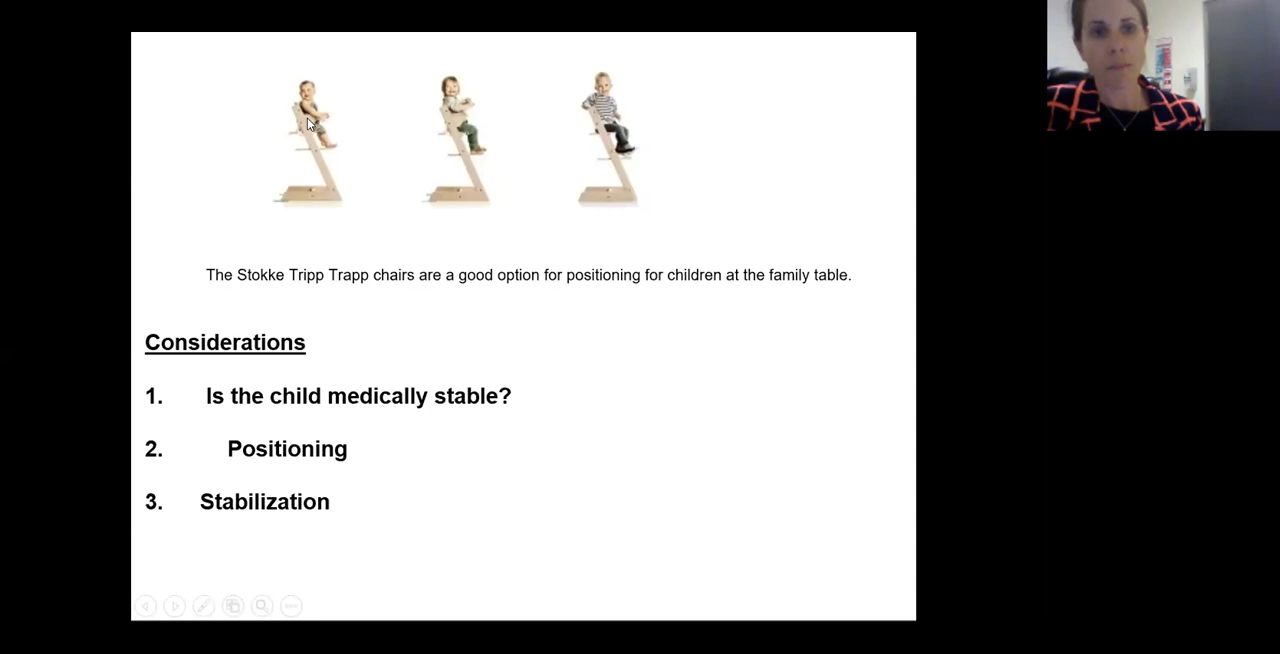 The Stokke Tripp Trapp chairs are a good option for positioning for children at the family table.
Considerations
1. Is the child medically stable?
2. Positioning
3. Stabilization